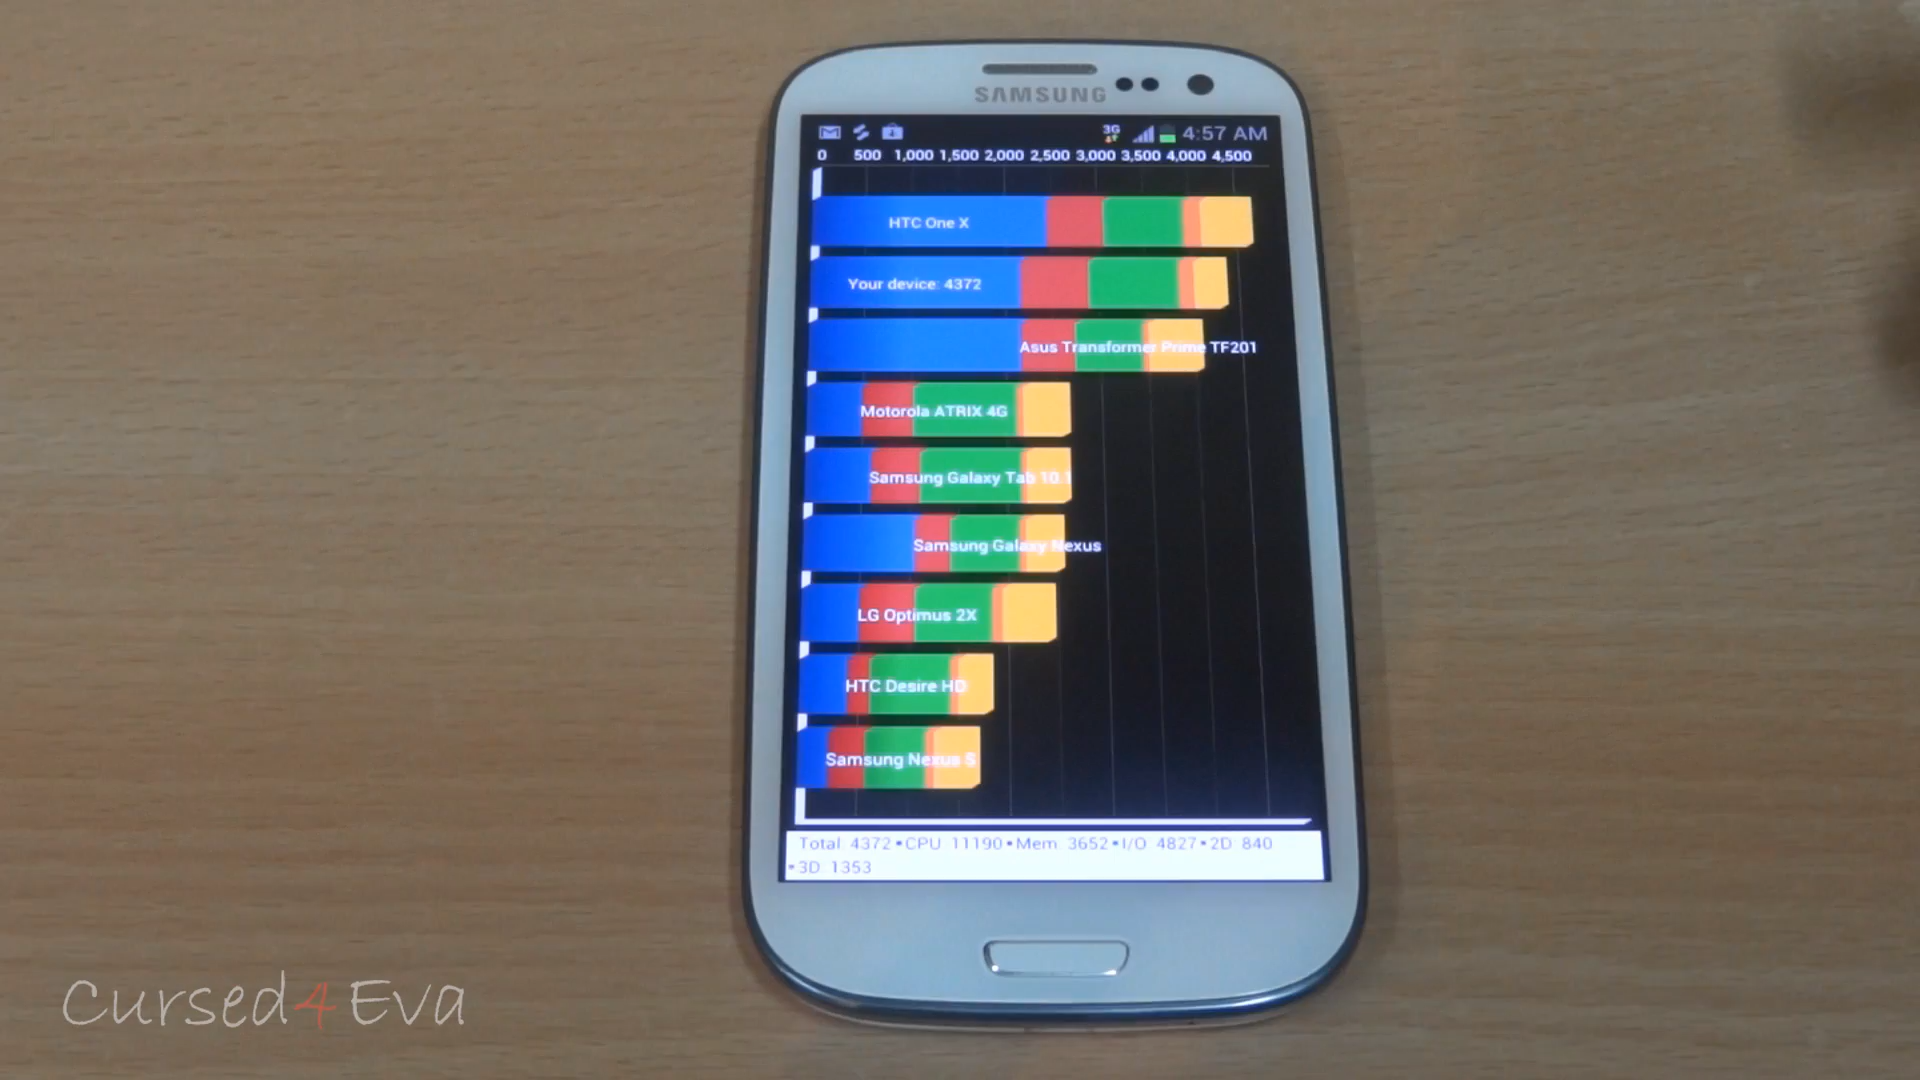 SAMSUNG
3G 4:57 AM
0 500 1,000 1,500 2,000 2,500 3,000 3,500 4,000 4,500
HTC One X
Your device: 4372
Asus Transformer Prime TF201
Motorola ATRIX 4G
Samsung Galaxy Tab 10.1
Samsung Galaxy Nexus
LG Optimus 2X
HTC Desire HD
Samsung Nexus S
Total: 4372 • CPU: 11190 • Mem: 3652 • I/O: 4827 • 2D: 840
• 3D: 1353
Cursed4Eva